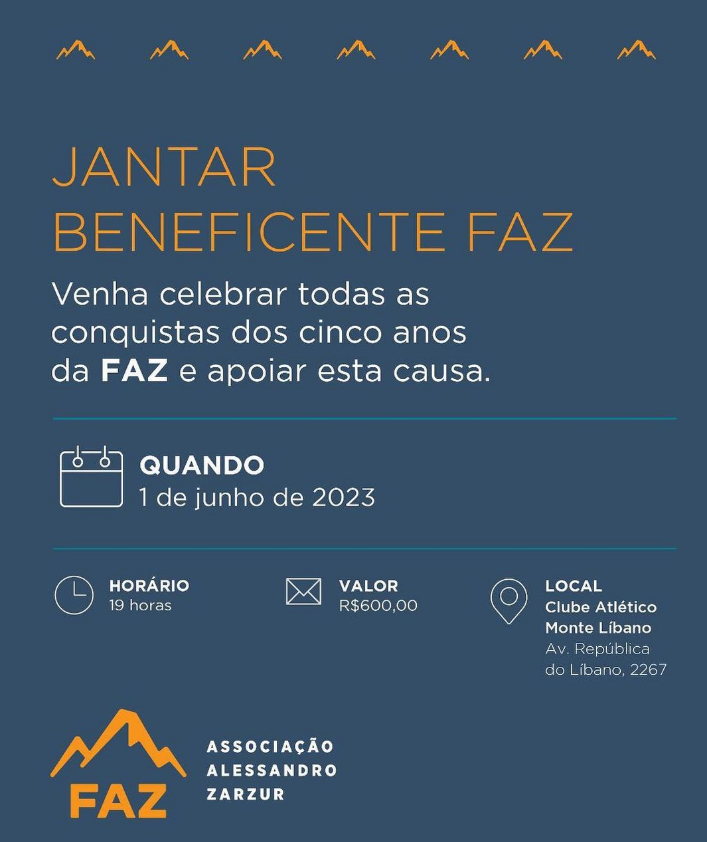 JANTAR
BENEFICENTE FAZ
Venha celebrar todas as
conquistas dos cinco anos
da FAZ e apoiar esta causa.
QUANDO
1 de junho de 2023
HORÁRIO
19 horas
VALOR
R$600,00
LOCAL
Clube Atlético
Monte Líbano
Av. República
do Líbano, 2267
FAZ
ASSOCIAÇÃO
ALESSANDRO
ZARZUR